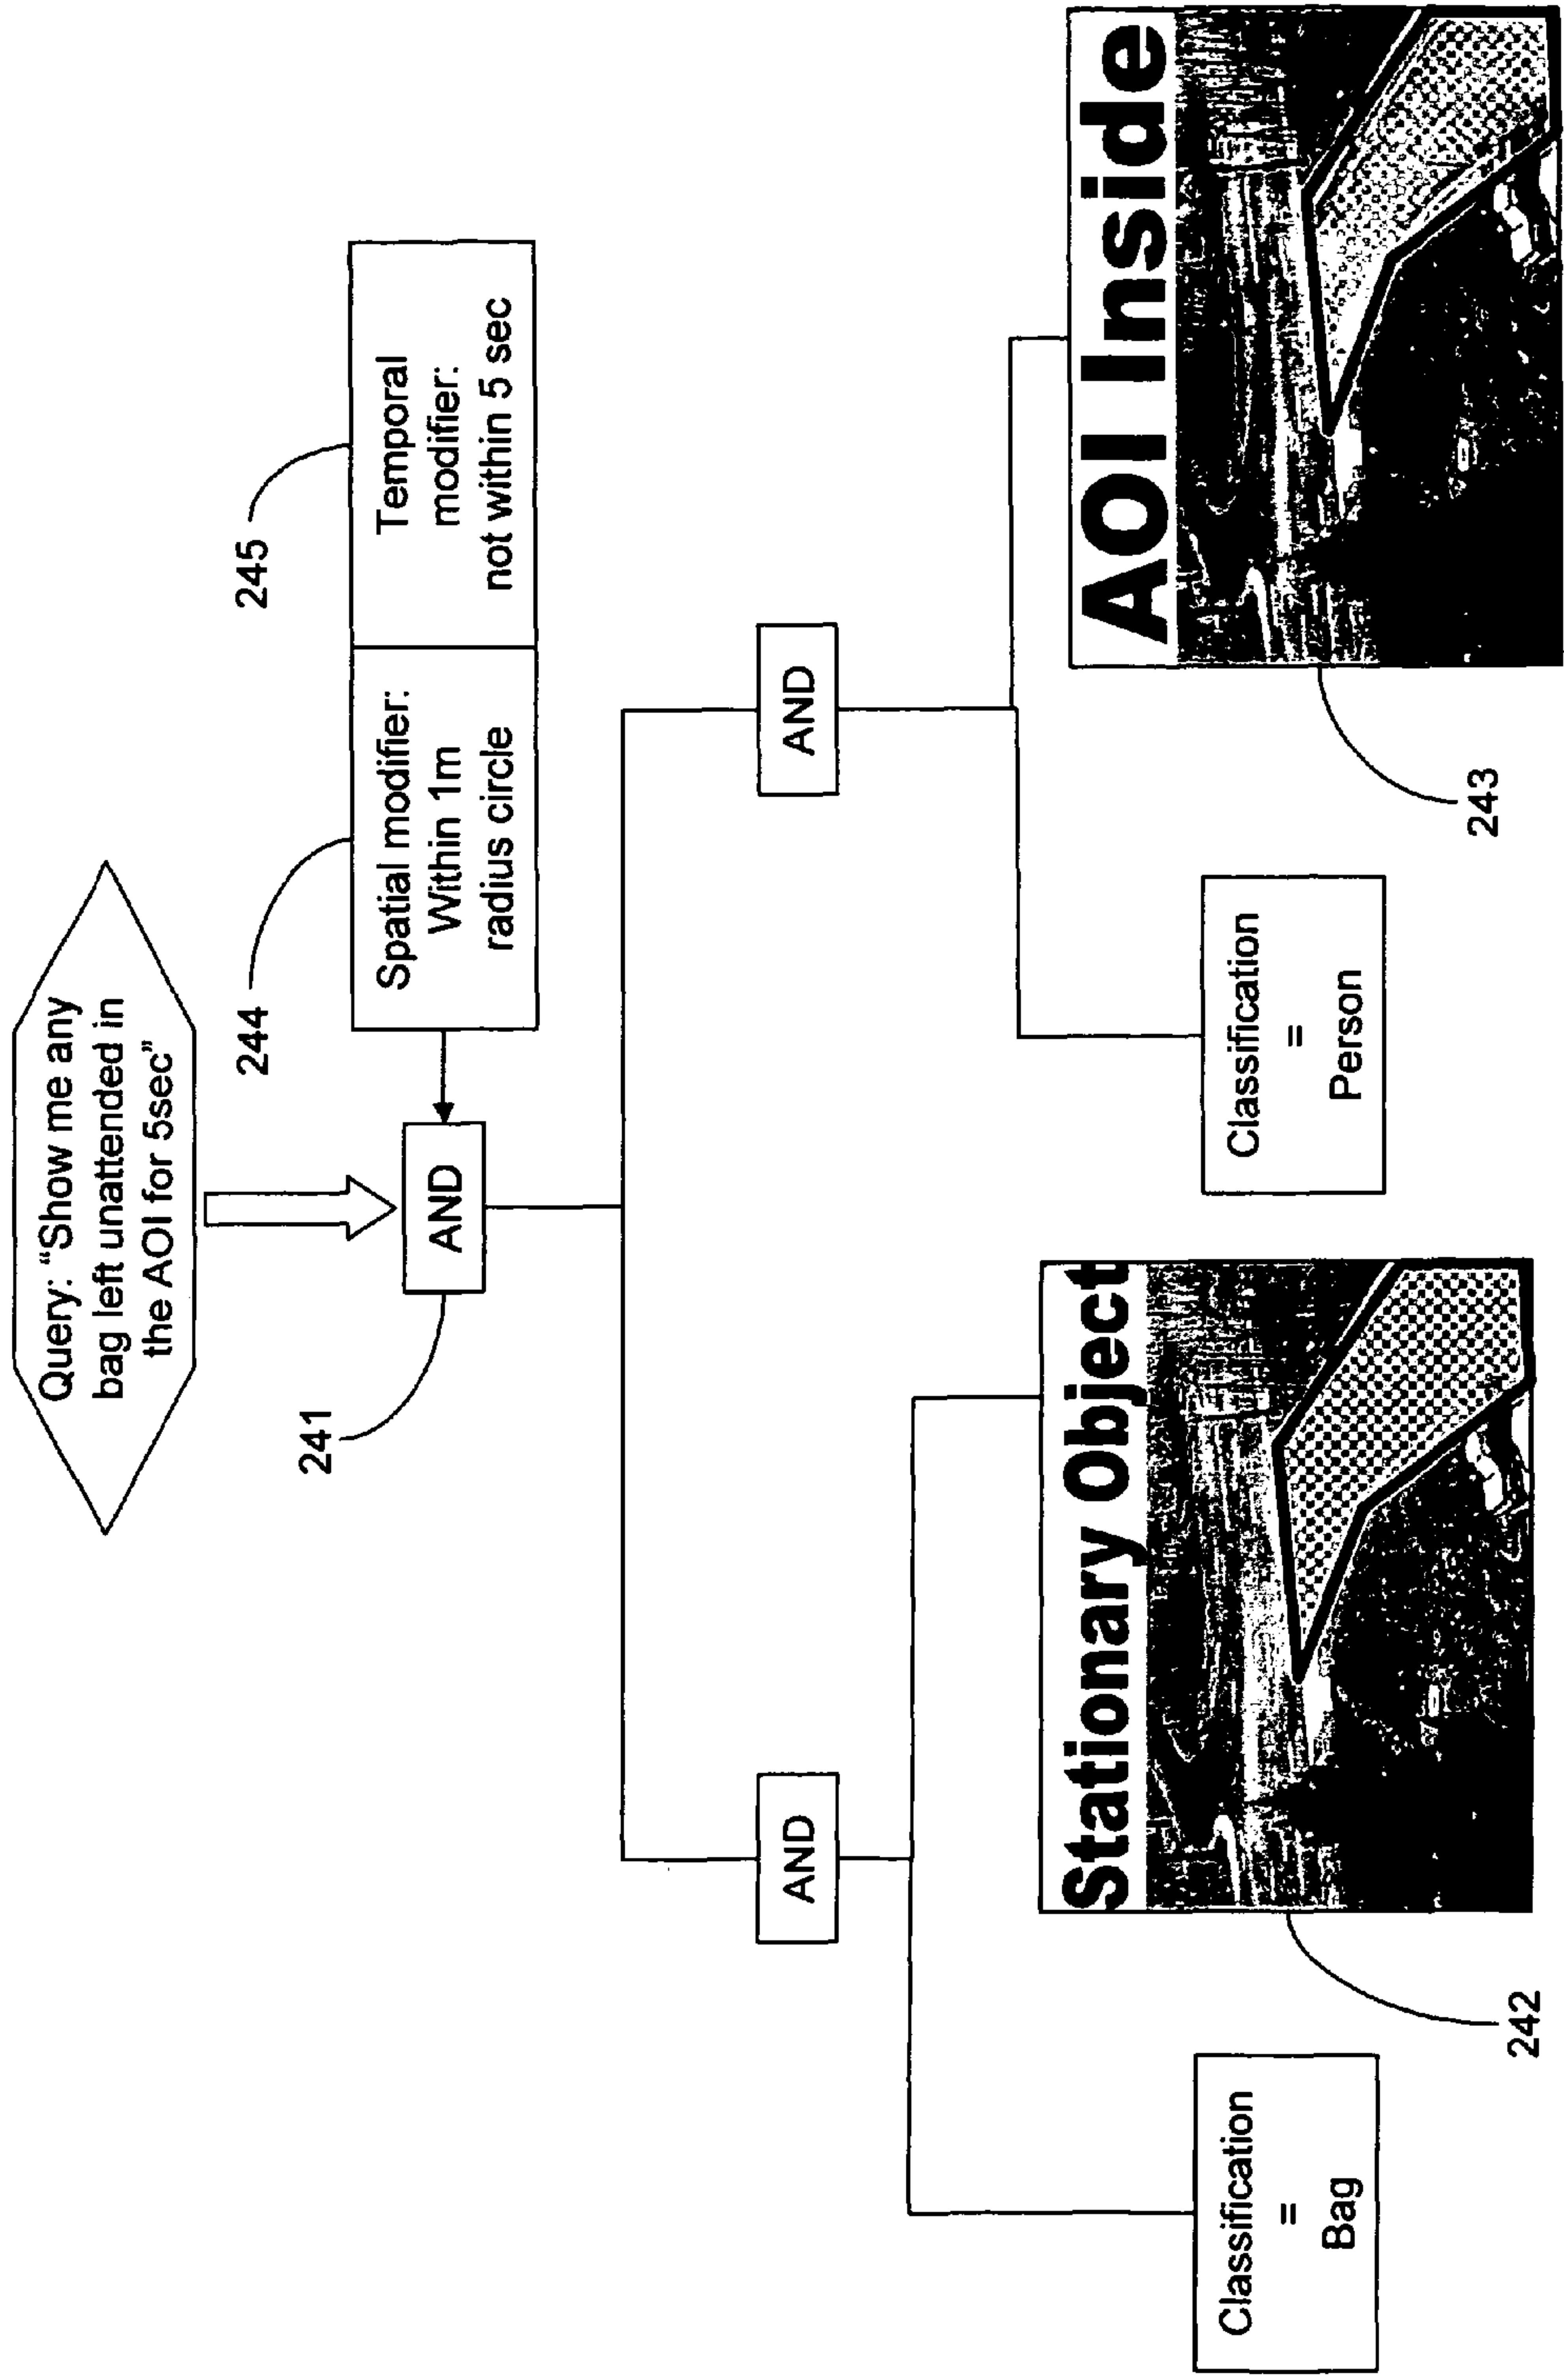 Query: “Show me any
bag left unattended in
the AOI for 5sec”
241
AND
244
Spatial modifier:
Within 1m
radius circle
245
Temporal
modifier:
not within 5 sec
AND
AND
Classification
=
Bag
Stationary Object
242
Classification
=
Person
AOI Inside
243